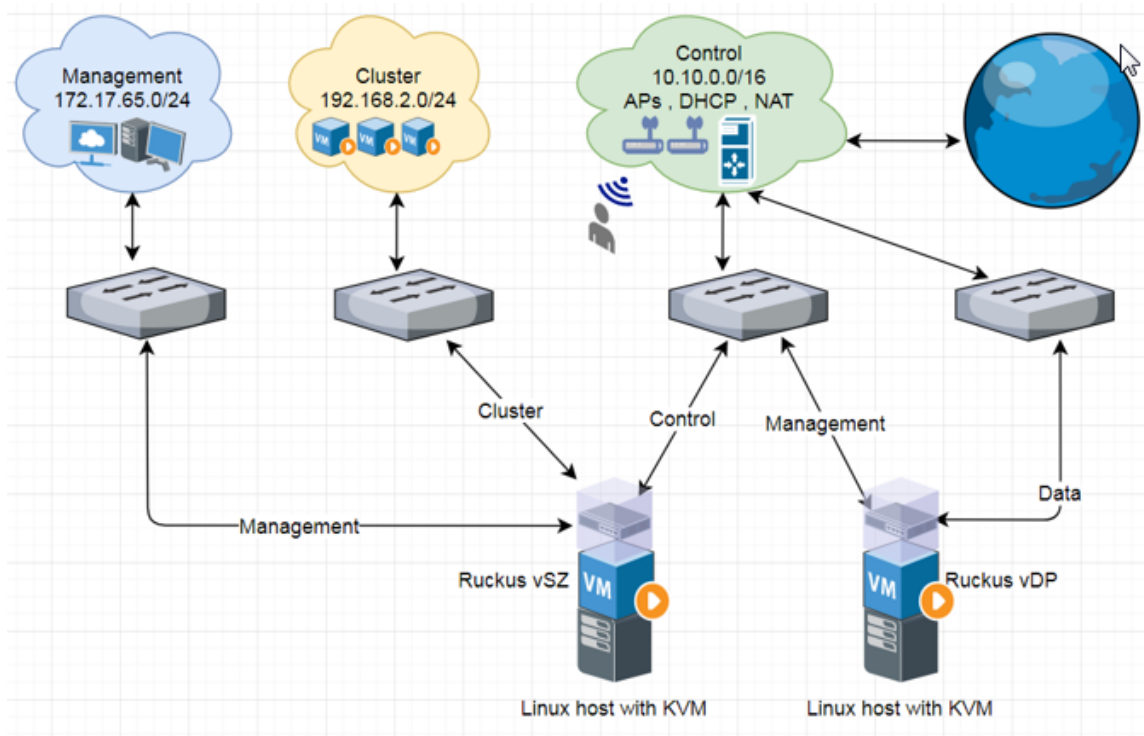 Management
172.17.65.0/24
Cluster
192.168.2.0/24
Control
10.10.0.0/16
APs , DHCP , NAT
VM
VM
VM
Cluster
Control
Management
Data
Management
Ruckus vSZ
VM
VM
Ruckus vDP
Linux host with KVM
Linux host with KVM